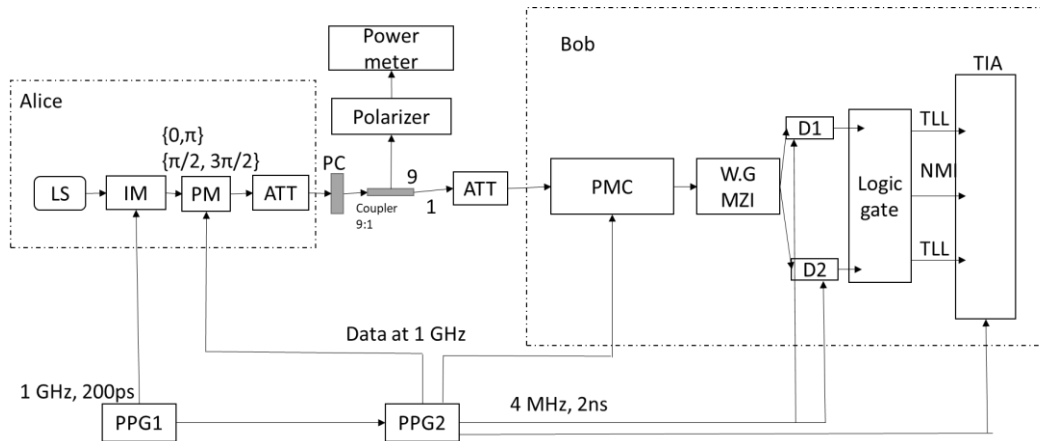 Bob
Power
meter
TIA
Alice
Polarizer
{0,π}
{π/2, 3π/2}
PC
9
1
LS
IM
PM
ATT
Coupler
9:1
ATT
PMC
W.G
MZI
D1
D2
Logic
gate
TLL
NMI
TLL
Data at 1 GHz
1 GHz, 200ps
4 MHz, 2ns
PPG1
PPG2